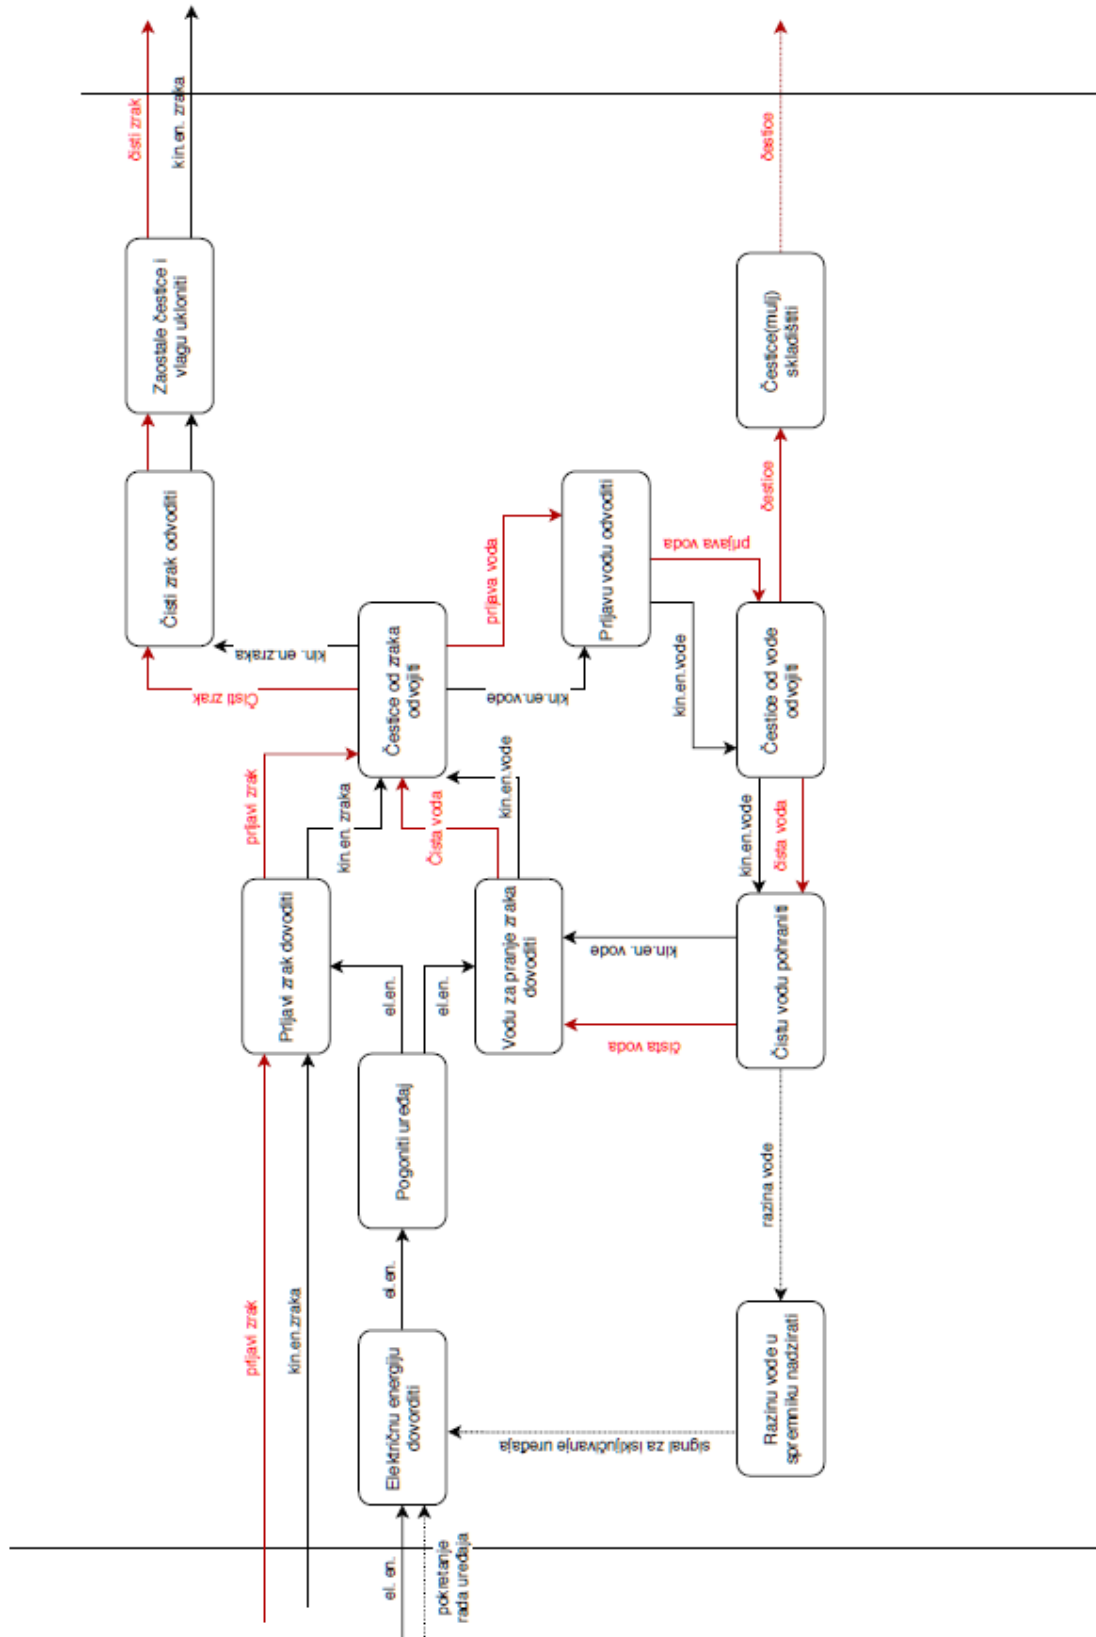 prljavi zrak
kin.en.zraka
el. en.
pokretanje
rada uređaja
Električnu energiju
dovorditi
el.en.
Pogoniti uređaj
el.en.
el.en.
Prljavi zrak dovoditi
prljavi zrak
kin.en. zraka
Vodu za pranje zraka
dovoditi
Čista voda
kin.en.vode
Čestice od zraka
odvojiti
Čisti zrak
kin. en.zraka
Čisti zrak odvoditi
Zaostale čestice i
vlagu ukloniti
čisti zrak
kin.en. zraka
prljava voda
kin.en.vode
Prljavu vodu odvoditi
prljava voda
kin.en.vode
Čestice od vode
odvojiti
čestice
Čestice(mulj)
skladištiti
čestice
kin.en.vode
čista voda
Čistu vodu pohraniti
kin.en. vode
čista voda
razina vode
Razinu vode u
spremniku nadzirati
signal za isključivanje uređaja